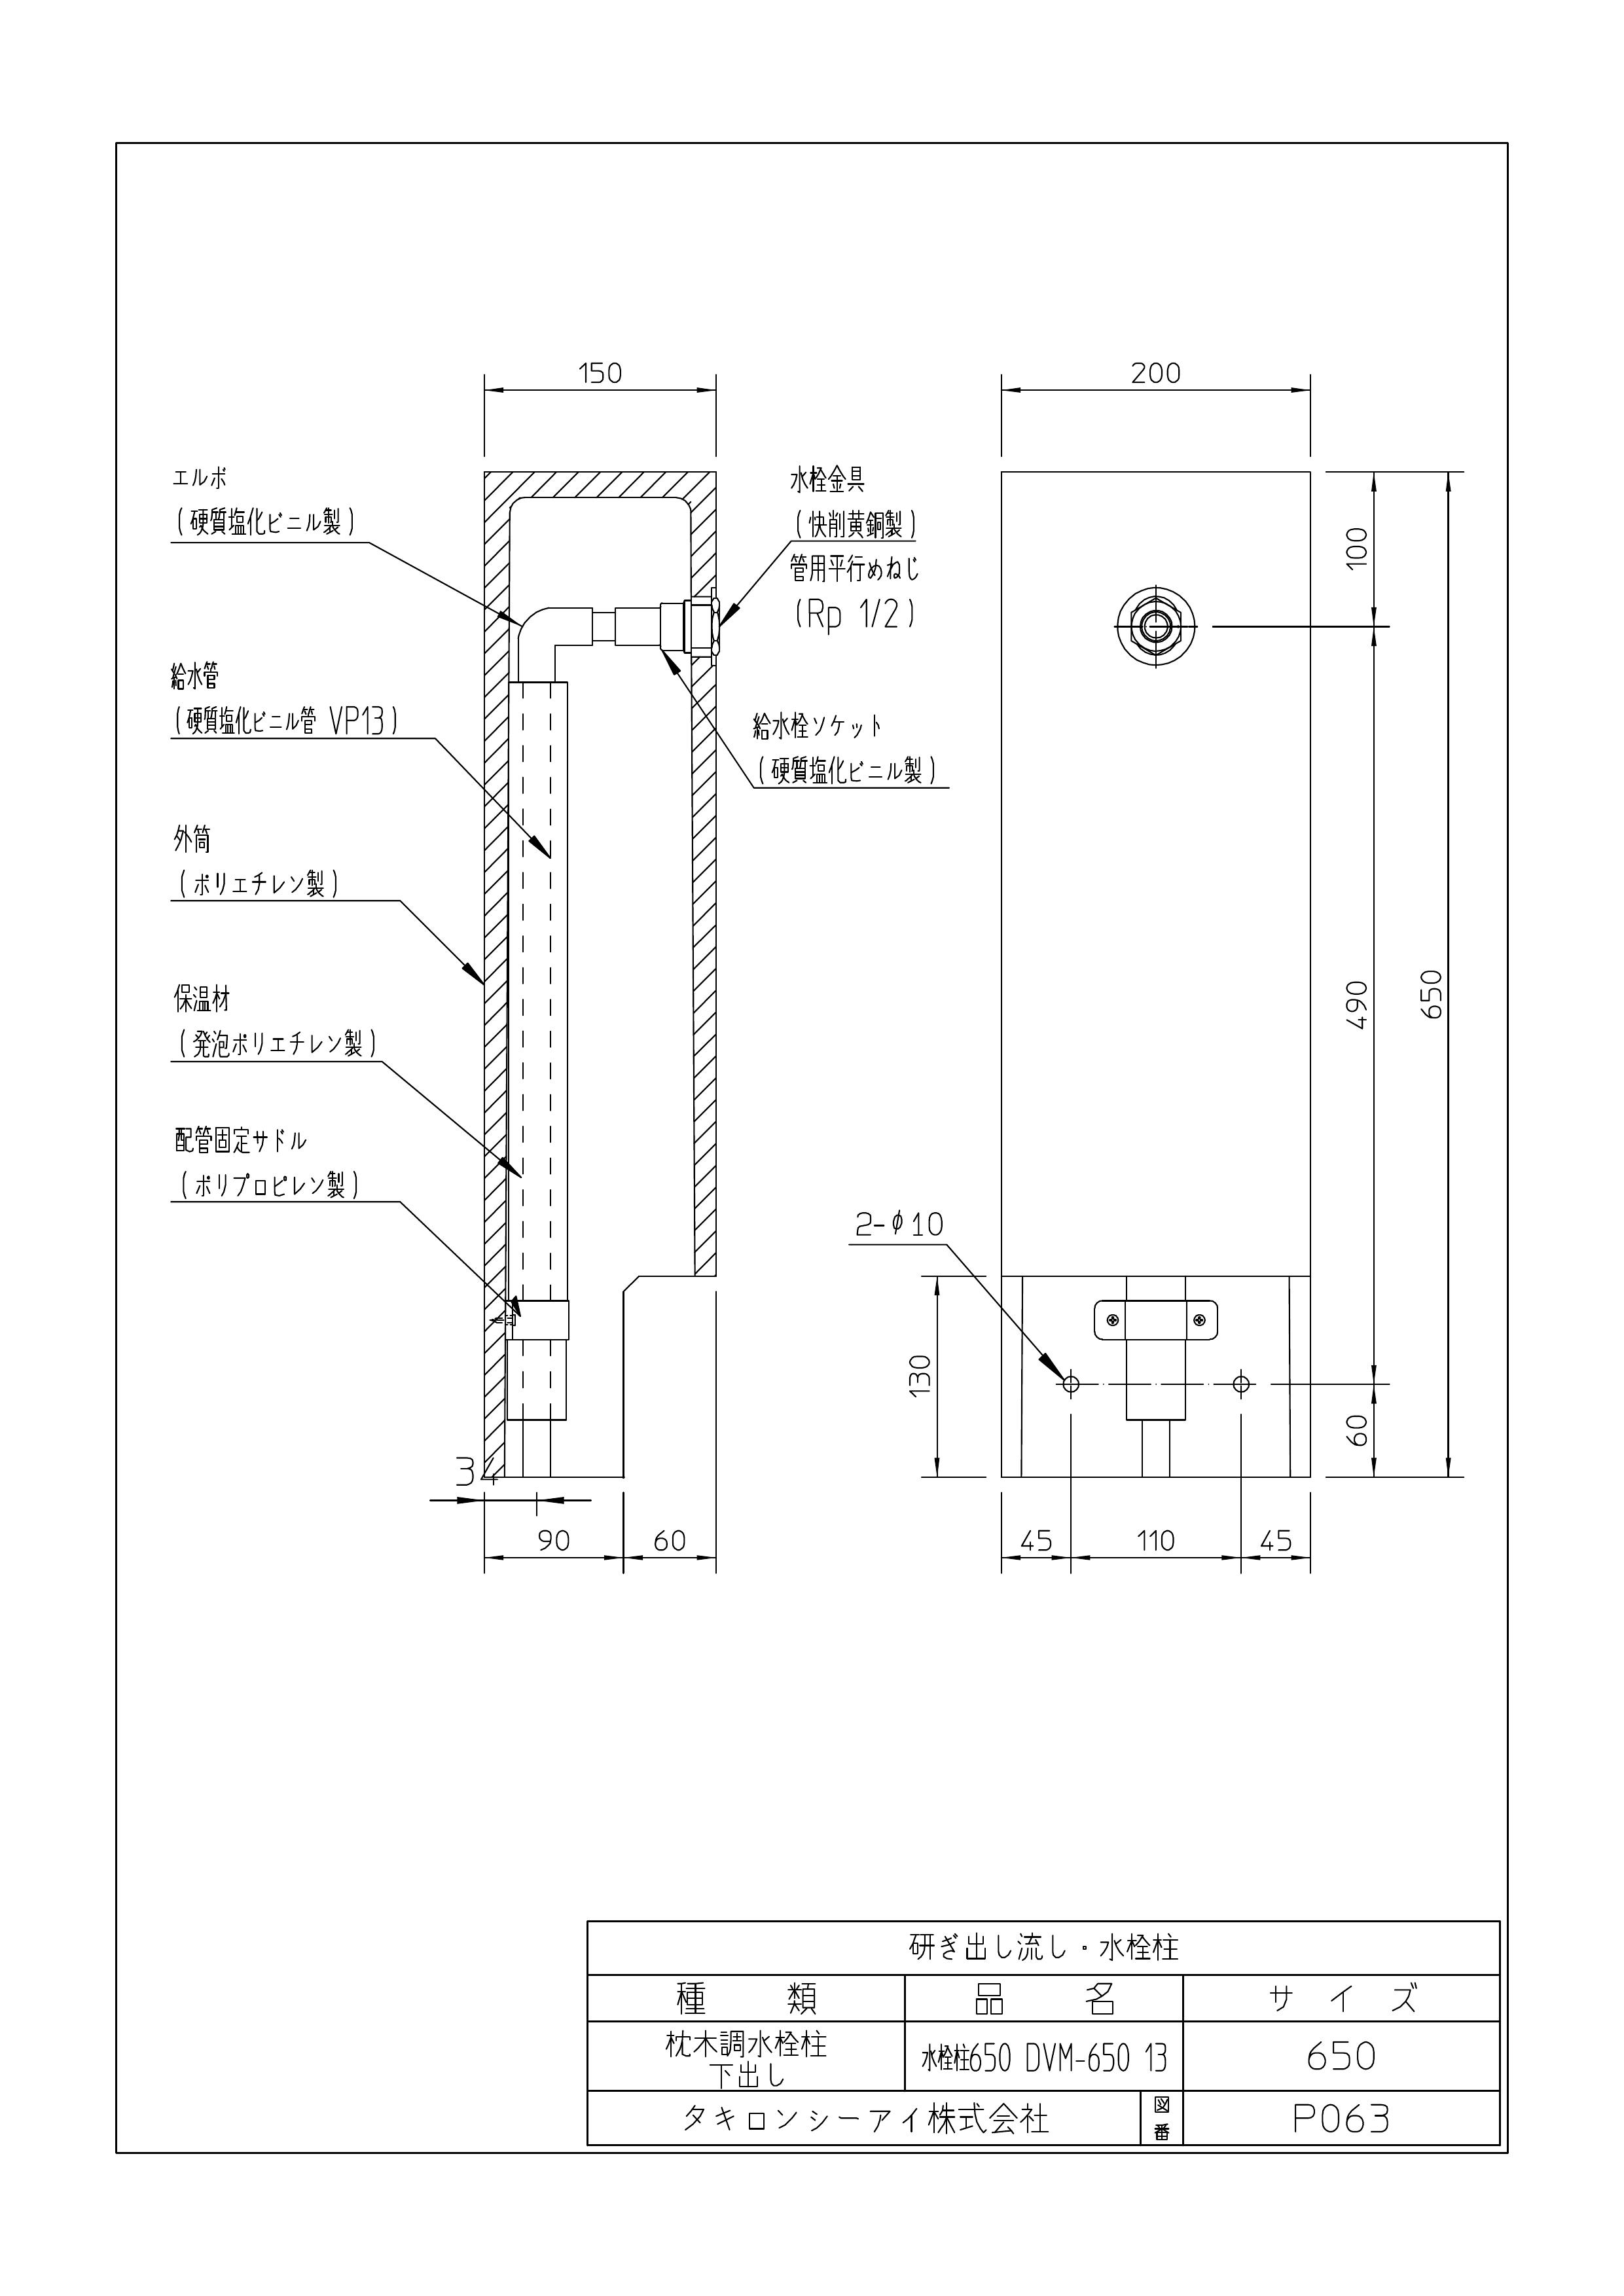 150
200
エルボ
(硬質塩化ビニル製)
水栓金具
(快削黄銅製)
管用平行めねじ
(Rp 1/2)
100
給水管
(硬質塩化ビニル管 VP13)
給水栓ソケット
(硬質塩化ビニル製)
外筒
(ポリエチレン製)
保温材
(発泡ポリエチレン製)
490
650
配管固定サドル
(ポリプロピレン製)
2-φ10
130
60
34
90
60
45
110
45
研ぎ出し流し・水栓柱
種 類
品 名
サ イ ズ
枕木調水栓柱
下出し
水栓柱650 DVM-650 13
650
タキロンシーアイ株式会社
図番
P063